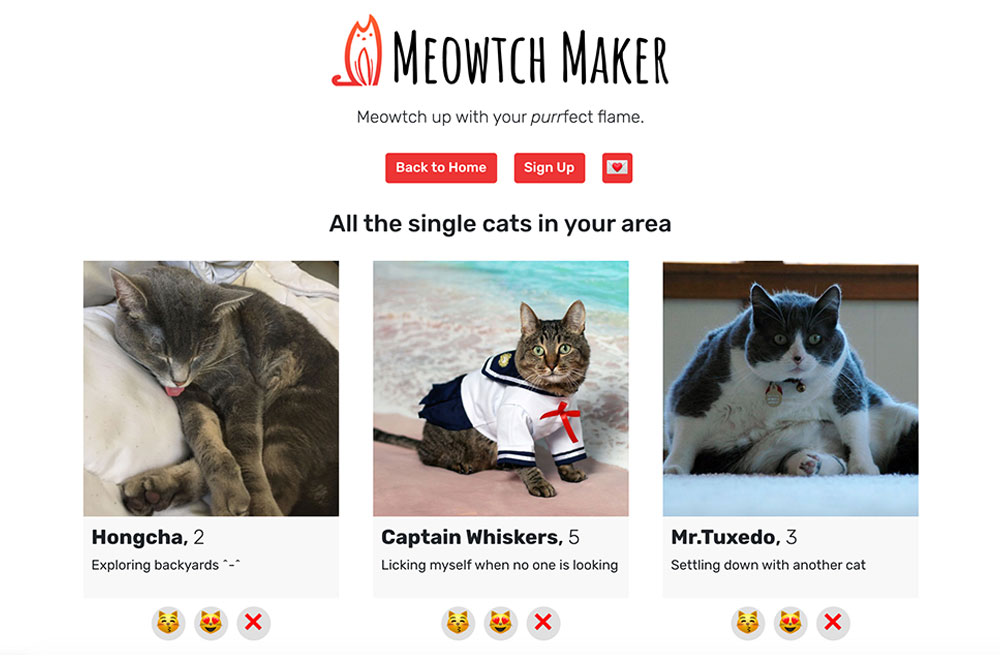 Meowtch Maker
Meowtch up with your purrfect flame.
Back to Home
Sign Up
All the single cats in your area
Hongcha, 2
Exploring backyards ^-^
Captain Whiskers, 5
Licking myself when no one is looking
Mr.Tuxedo, 3
Settling down with another cat